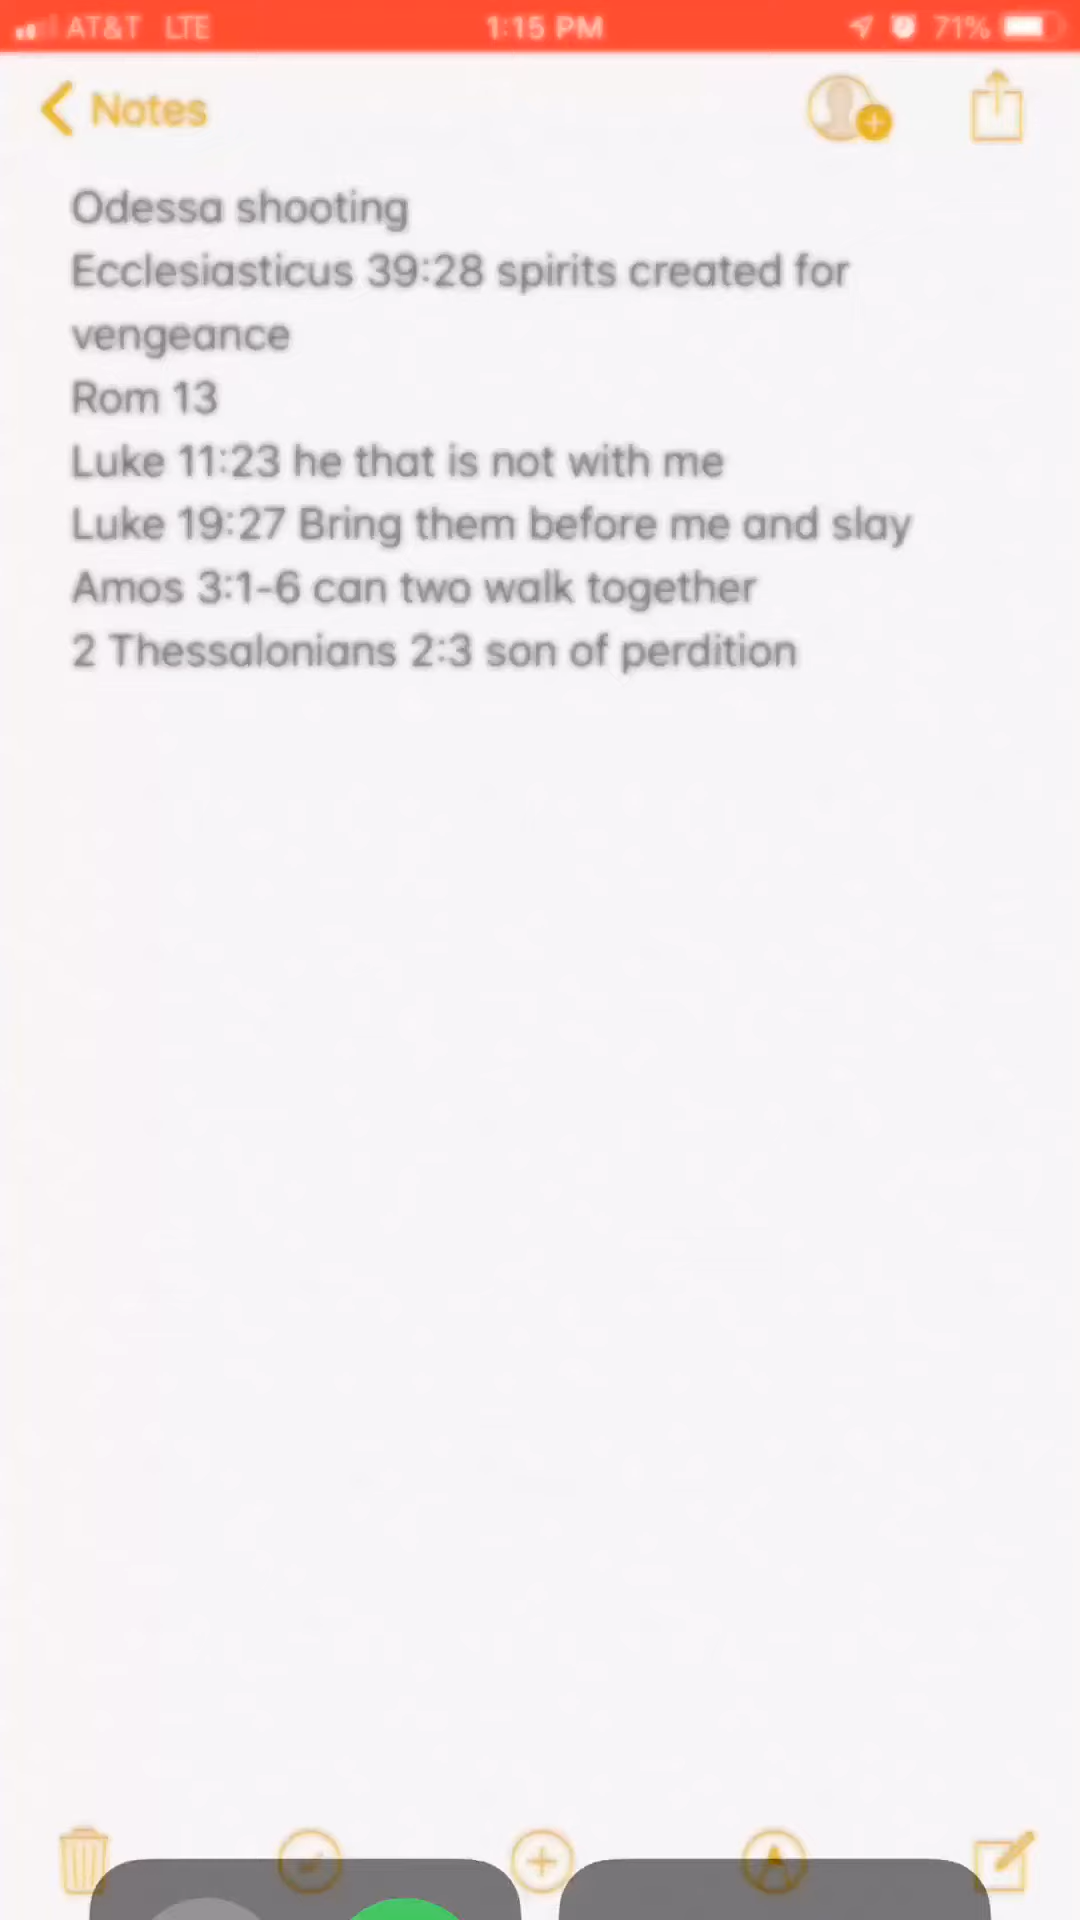 AT&T LTE 1:15 PM 71%
Notes
Odessa shooting
Ecclesiasticus 39:28 spirits created for
vengeance
Rom 13
Luke 11:23 he that is not with me
Luke 19:27 Bring them before me and slay
Amos 3:1-6 can two walk together
2 Thessalonians 2:3 son of perdition